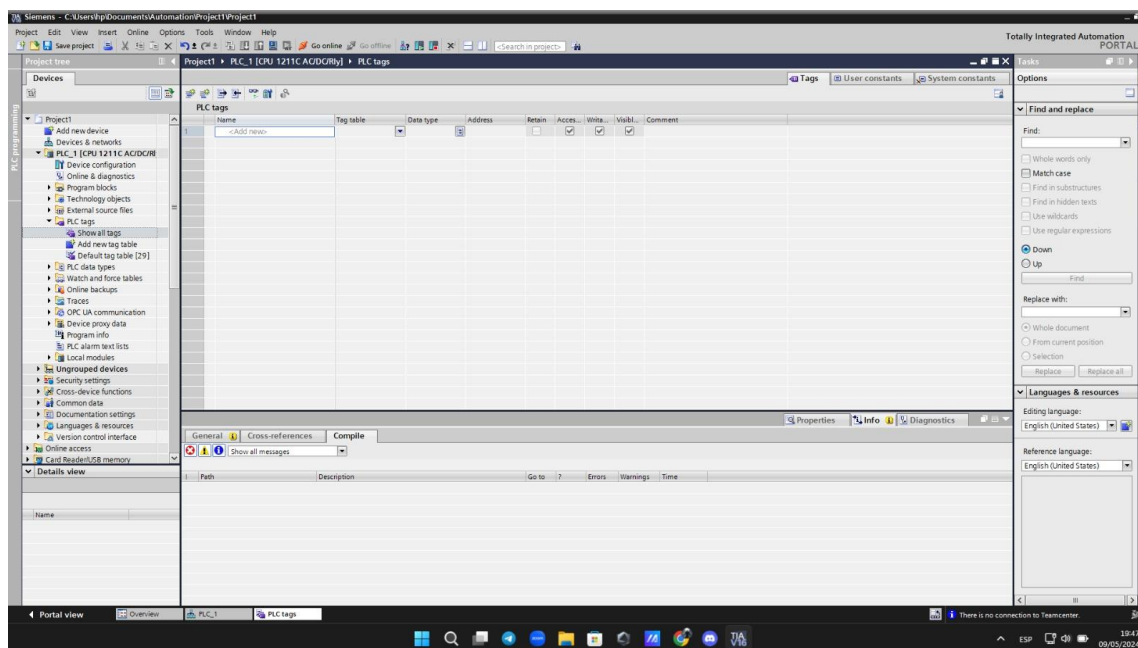 Siemens - C:\Users\hp\Documents\Automation\Project1\Project1
Project Edit View Insert Online Options Tools Window Help
Save project Go online Go offline <Search in project>
Totally Integrated Automation
PORTAL
Project tree
Project1 PLC_1 [CPU 1211C AC/DC/Rly] PLC tags
Tasks
Devices
Tags User constants System constants
Options
PLC programming
PLC tags
Name Tag table Data type Address Retain Acces... Writa... Visibl... Comment
1 <Add new>
Project1
Add new device
Devices & networks
PLC_1 [CPU 1211C AC/DC/Rl
Device configuration
Online & diagnostics
Program blocks
Technology objects
External source files
PLC tags
Show all tags
Add new tag table
Default tag table [29]
PLC data types
Watch and force tables
Online backups
Traces
OPC UA communication
Device proxy data
Program info
PLC alarm text lists
Local modules
Ungrouped devices
Security settings
Cross-device functions
Common data
Documentation settings
Languages & resources
Version control interface
Online access
Card Reader/USB memory
Details view
Name
Find and replace
Find:
Whole words only
Match case
Find in substructures
Find in hidden texts
Use wildcards
Use regular expressions
Down
Up
Find
Replace with:
Whole document
From current position
Selection
Replace Replace all
Languages & resources
Editing language:
English (United States)
Reference language:
English (United States)
Properties Info Diagnostics
General Cross-references Compile
Show all messages
! Path Description Go to ? Errors Warnings Time
Portal view Overview PLC_1 PLC tags
There is no connection to Teamcenter.
TIA
V16
ESP
19:47
09/05/2024